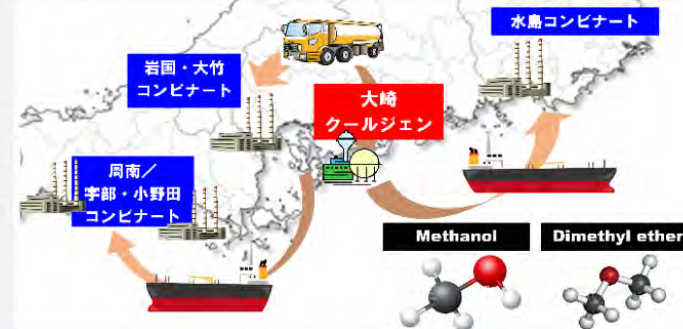 水島コンビナート
岩国・大竹
コンビナート
大崎
クールジェン
周南／
宇部・小野田
コンビナート
Methanol
Dimethyl ether